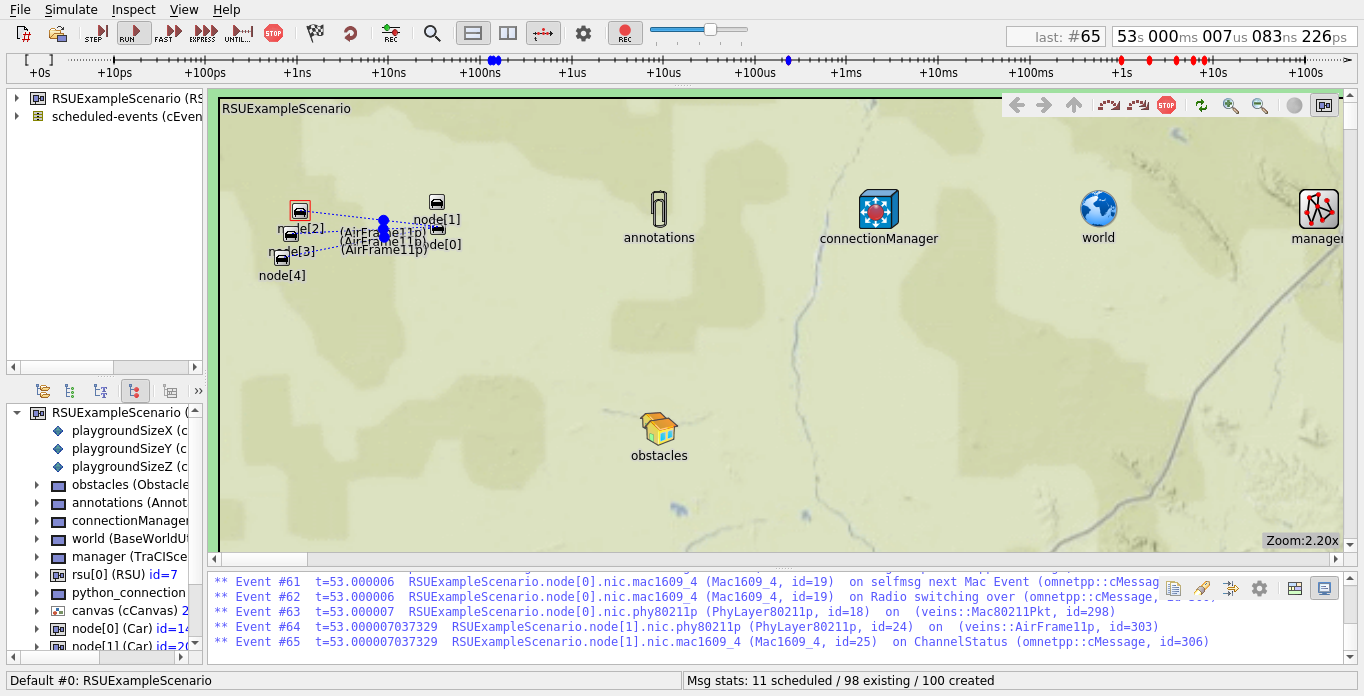 File Simulate Inspect View Help
STEP RUN FAST EXPRESS UNTIL... STOP REC REC
last: #65 53s 000ms 007us 083ns 226ps
+0s +10ps +100ps +1ns +10ns +100ns +1us +10us +100us +1ms +10ms +100ms +1s +10s +100s
RSUExampleScenario (RS
scheduled-events (cEven
RSUExampleScenario
STOP
node[1]
node[2]
(AirFrame11p)
node[0]
(AirFrame11p)
node[3]
(AirFrame11p)
node[4]
annotations
connectionManager
world
manager
obstacles
Zoom:2.20x
RSUExampleScenario (
playgroundSizeX (c
playgroundSizeY (c
playgroundSizeZ (c
obstacles (Obstacle
annotations (Annot
connectionManager
world (BaseWorldUt
manager (TraCISce
rsu[0] (RSU) id=7
python_connection
canvas (cCanvas) 2
node[0] (Car) id=14
node[1] (Car) id=20
** Event #61 t=53.000006 RSUExampleScenario.node[0].nic.mac1609_4 (Mac1609_4, id=19) on selfmsg next Mac Event (omnetpp::cMessag
** Event #62 t=53.000006 RSUExampleScenario.node[0].nic.mac1609_4 (Mac1609_4, id=19) on Radio switching over (omnetpp::cMessage,
** Event #63 t=53.000007 RSUExampleScenario.node[0].nic.phy80211p (PhyLayer80211p, id=18) on (veins::Mac80211Pkt, id=298)
** Event #64 t=53.000007037329 RSUExampleScenario.node[1].nic.phy80211p (PhyLayer80211p, id=24) on (veins::AirFrame11p, id=303)
** Event #65 t=53.000007037329 RSUExampleScenario.node[1].nic.mac1609_4 (Mac1609_4, id=25) on ChannelStatus (omnetpp::cMessage, id=306)
Default #0: RSUExampleScenario
Msg stats: 11 scheduled / 98 existing / 100 created